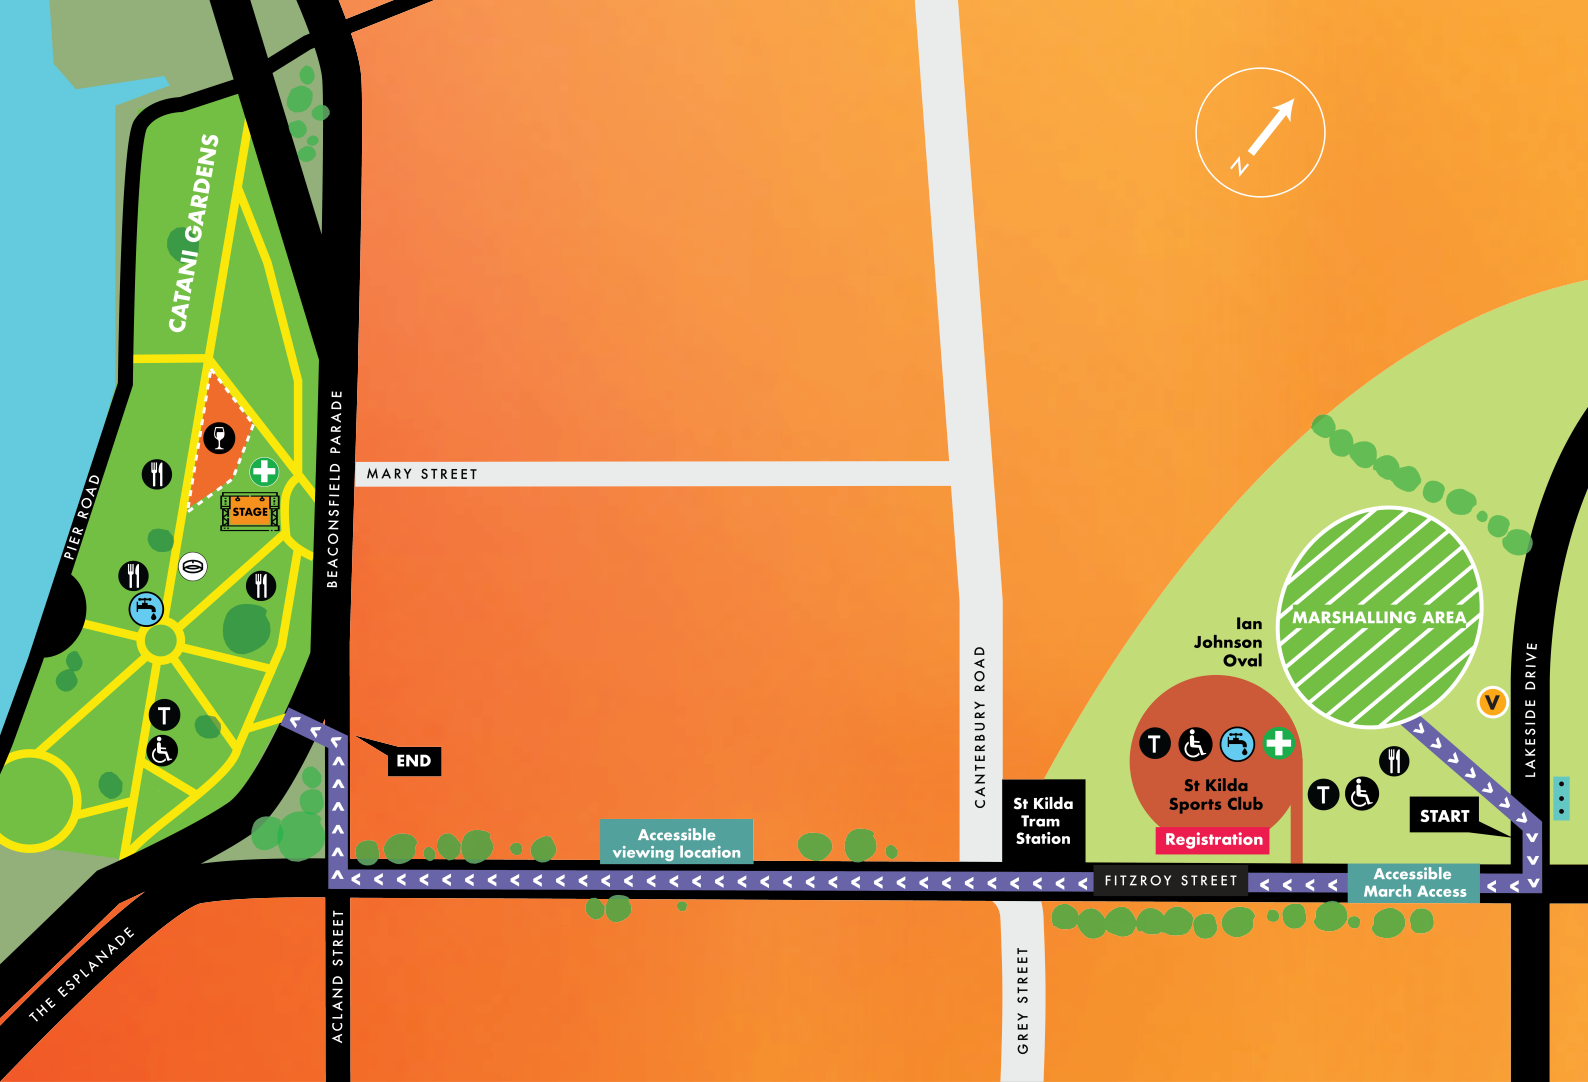 CATANI GARDENS
N
PIER ROAD
BEACONSFIELD PARADE
MARY STREET
STAGE
T
END
Accessible
viewing location
CANTERBURY ROAD
St Kilda
Tram
Station
Ian
Johnson
Oval
MARSHALLING AREA
V
LAKESIDE DRIVE
T
St Kilda
Sports Club
Registration
T
START
FITZROY STREET
Accessible
March Access
THE ESPLANADE
ACLAND STREET
GREY STREET